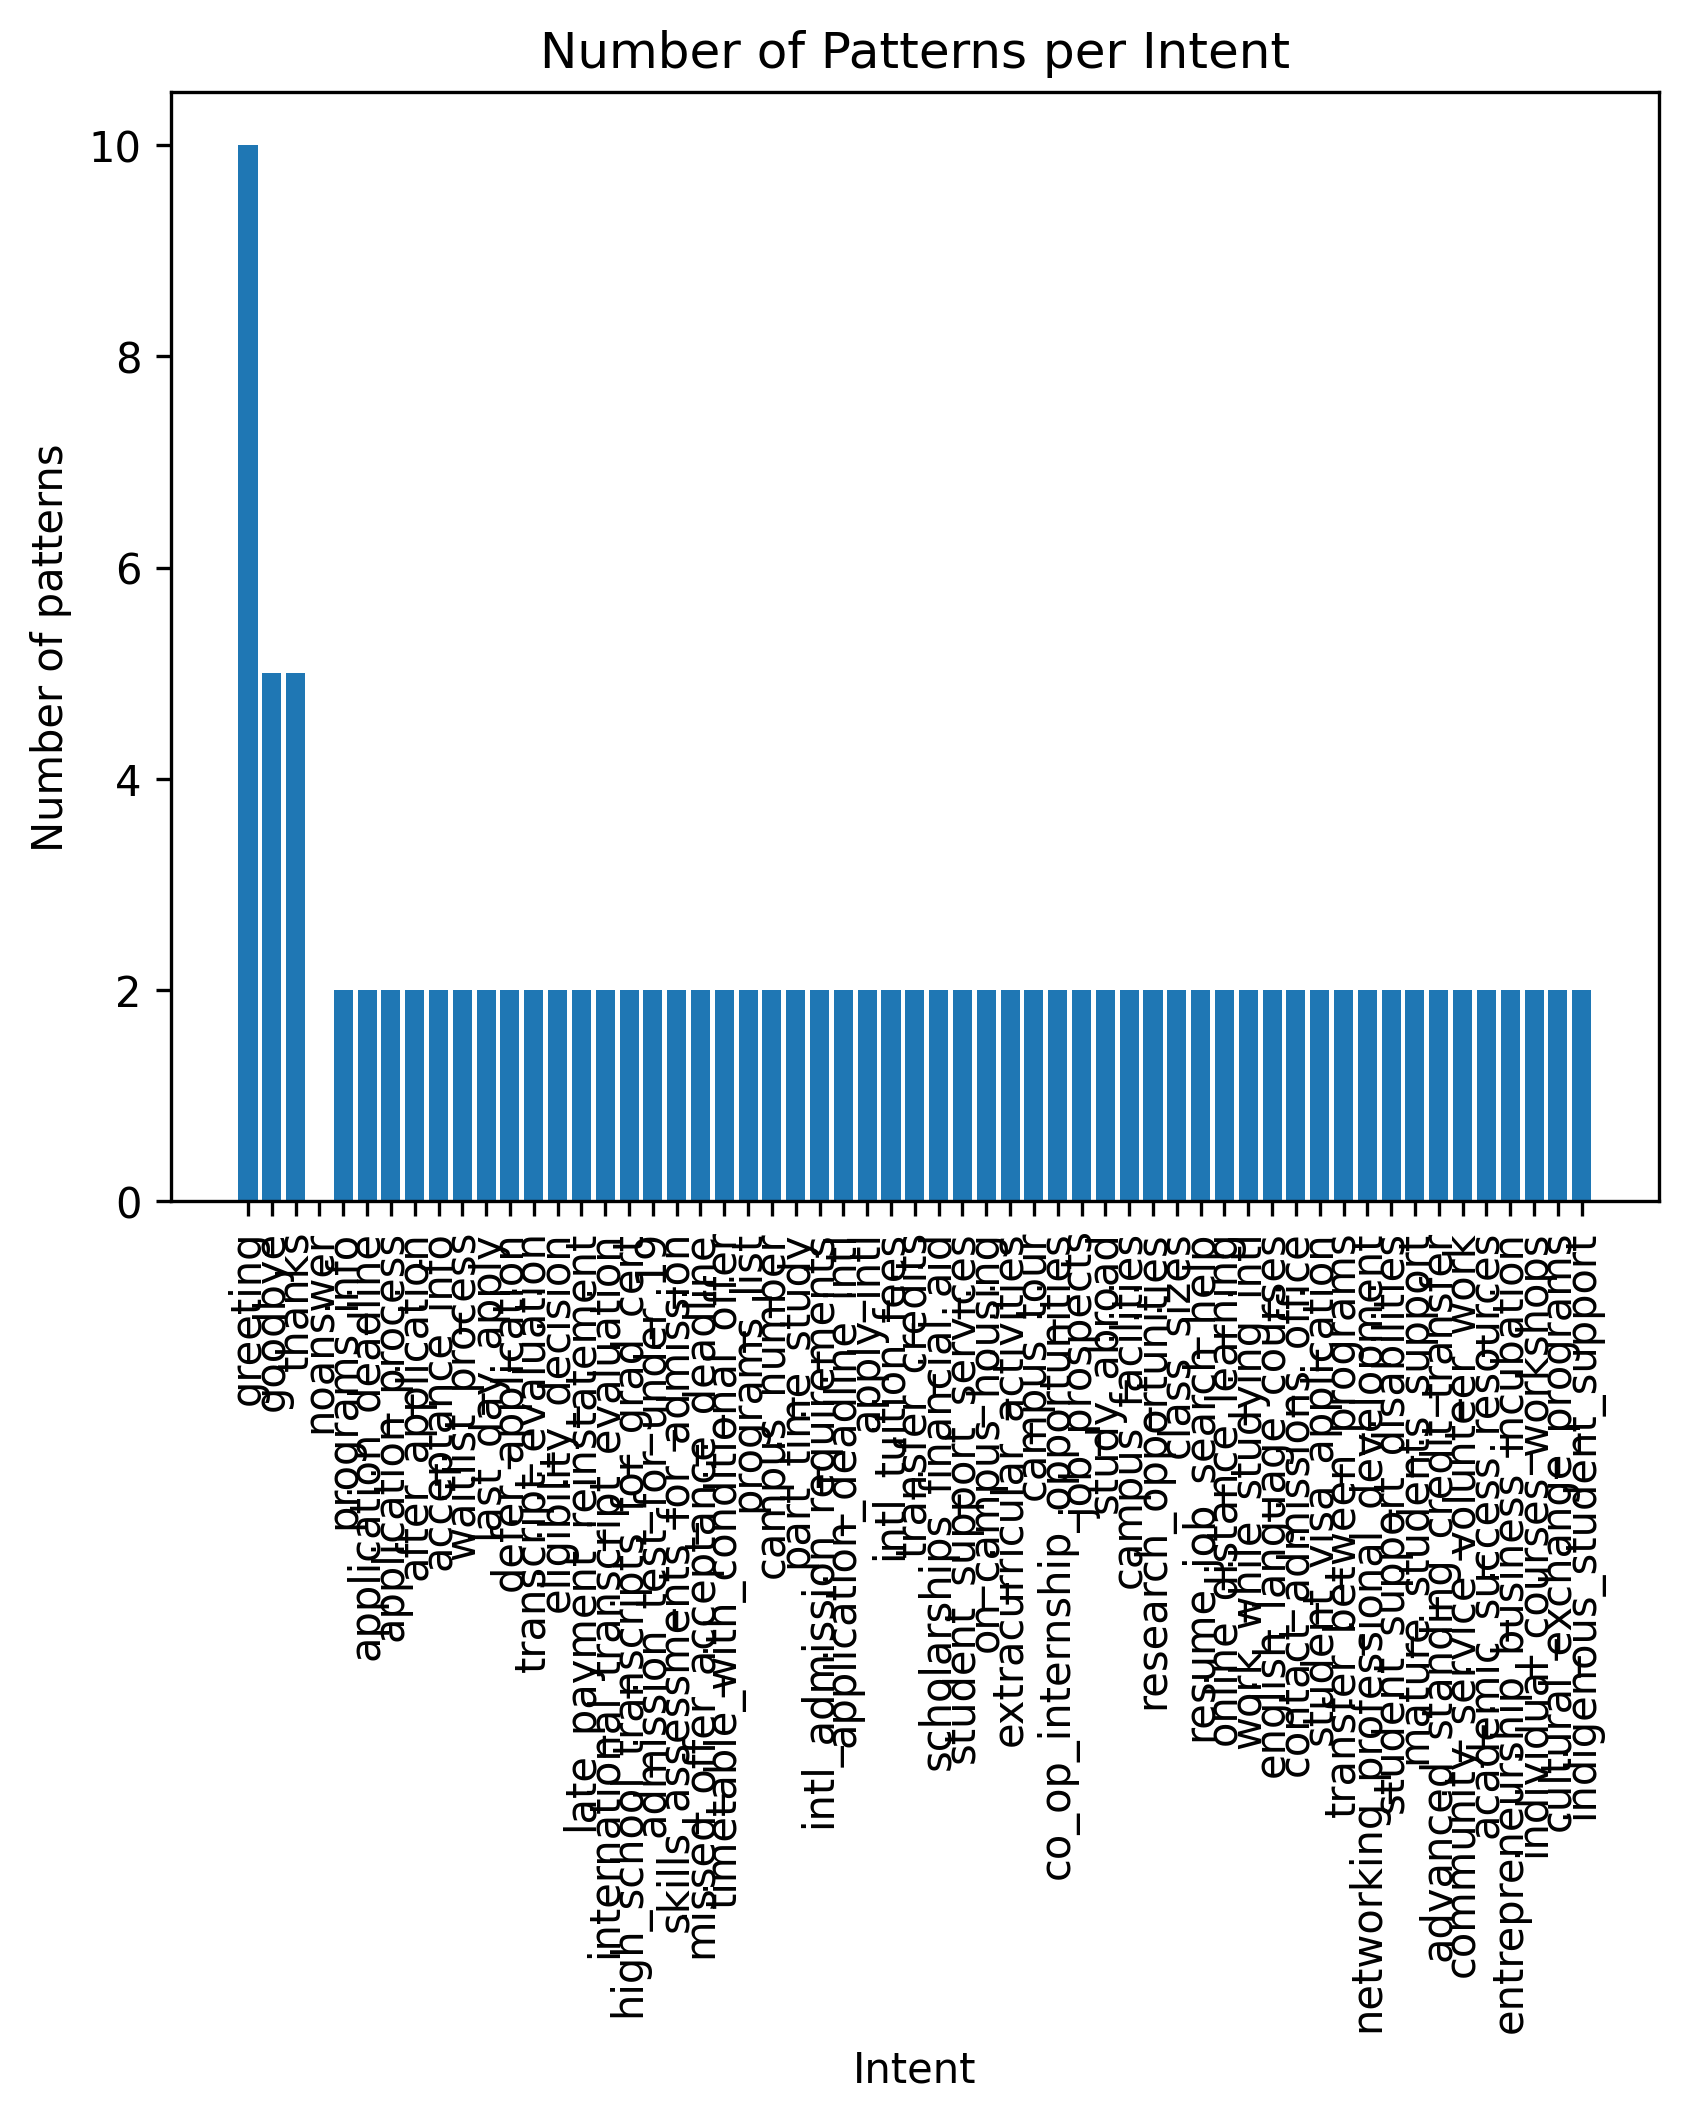 Number of Patterns per Intent
Number of patterns
10
8
6
4
2
0
greeting
goodbye
thanks
noanswer
programs_info
application_deadline
application_process
after_application
acceptance_info
waitlist_process
last_day_apply
defer_application
transcript_evaluation
eligibility_decision
late_payment_reinstatement
international_transcript_evaluation
high_school_transcripts_for_grad_cert
admission_test_for_under_19
skills_assessments_for_admission
missed_offer_acceptance_deadline
timetable_with_conditional_offer
programs_list
campus_number
part_time_study
intl_admission_requirements
application_deadline_intl
apply_intl
intl_tuition_fees
transfer_credits
scholarships_financial_aid
student_support_services
on_campus_housing
extracurricular_activities
campus_tour
co_op_internship_opportunities
job_prospects
study_abroad
campus_facilities
research_opportunities
class_sizes
resume_job_search_help
online_distance_learning
work_while_studying_intl
english_language_courses
contact_admissions_office
student_visa_application
transfer_between_programs
networking_professional_development
student_support_disabilities
mature_students_support
advanced_standing_credit_transfer
community_service_volunteer_work
academic_success_resources
entrepreneurship_business_incubation
individual_courses_workshops
cultural_exchange_programs
indigenous_student_support
Intent